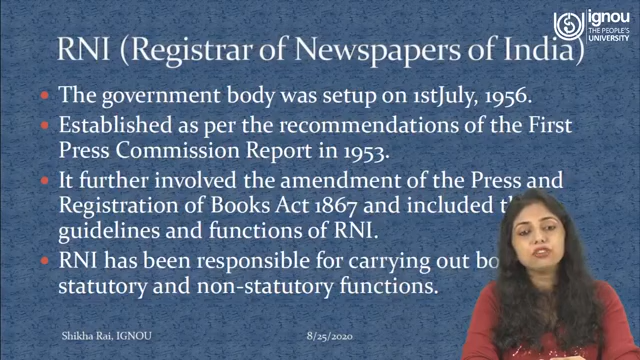 ignou
THE PEOPLE'S
UNIVERSITY
RNI (Registrar of Newspapers of India)
• The government body was setup on 1stJuly, 1956.
• Established as per the recommendations of the First
Press Commission Report in 1953.
• It further involved the amendment of the Press and
Registration of Books Act 1867 and included
guidelines and functions of RNI.
• RNI has been responsible for carrying out
statutory and non-statutory functions.
Shikha Rai, IGNOU
8/25/2020